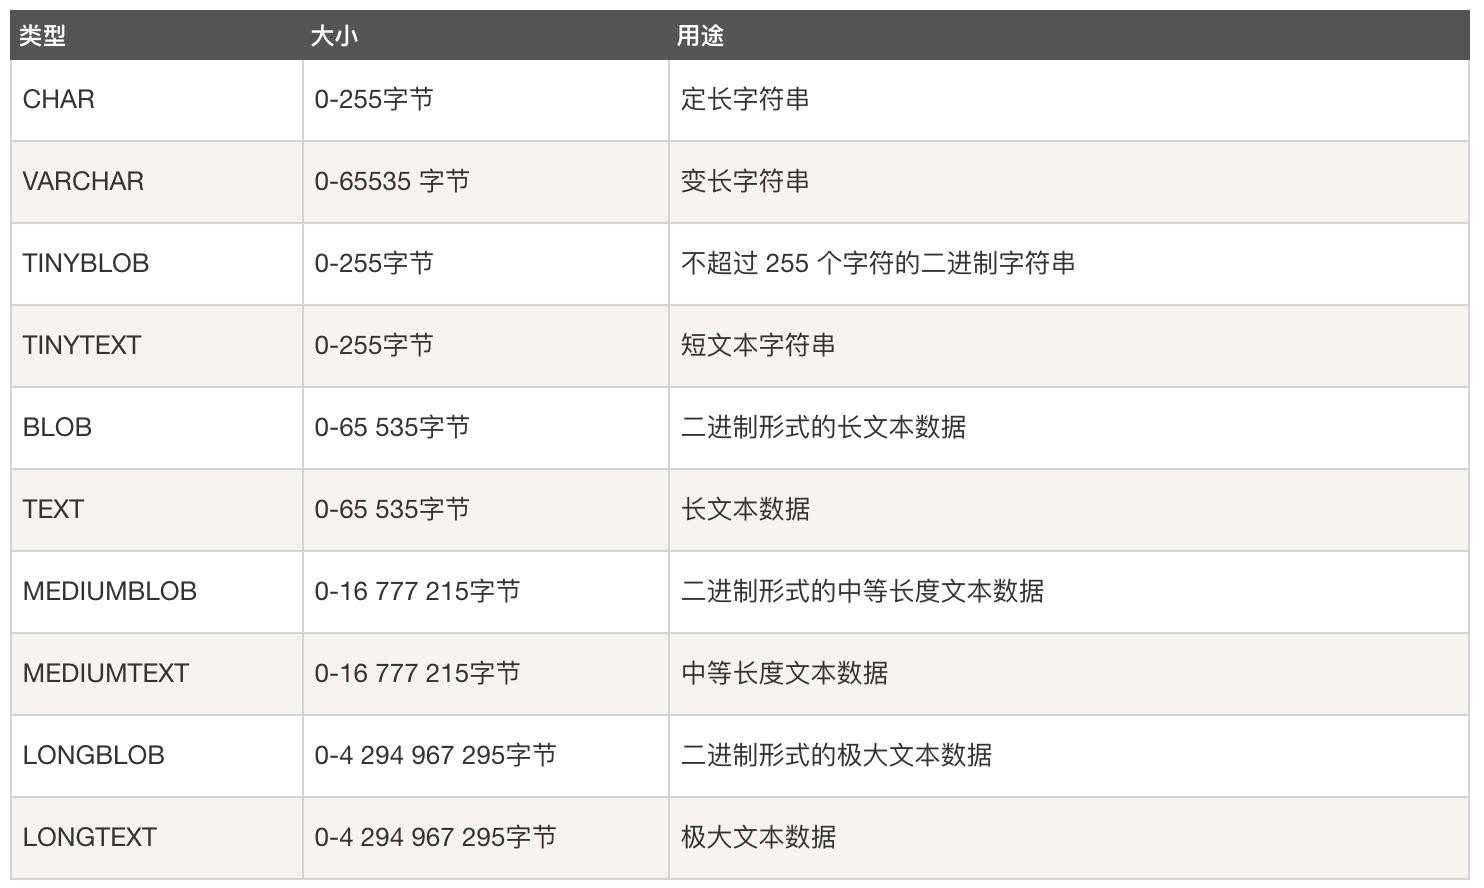 类型 大小 用途
CHAR 0-255字节 定长字符串
VARCHAR 0-65535 字节 变长字符串
TINYBLOB 0-255字节 不超过 255 个字符的二进制字符串
TINYTEXT 0-255字节 短文本字符串
BLOB 0-65 535字节 二进制形式的长文本数据
TEXT 0-65 535字节 长文本数据
MEDIUMBLOB 0-16 777 215字节 二进制形式的中等长度文本数据
MEDIUMTEXT 0-16 777 215字节 中等长度文本数据
LONGBLOB 0-4 294 967 295字节 二进制形式的极大文本数据
LONGTEXT 0-4 294 967 295字节 极大文本数据